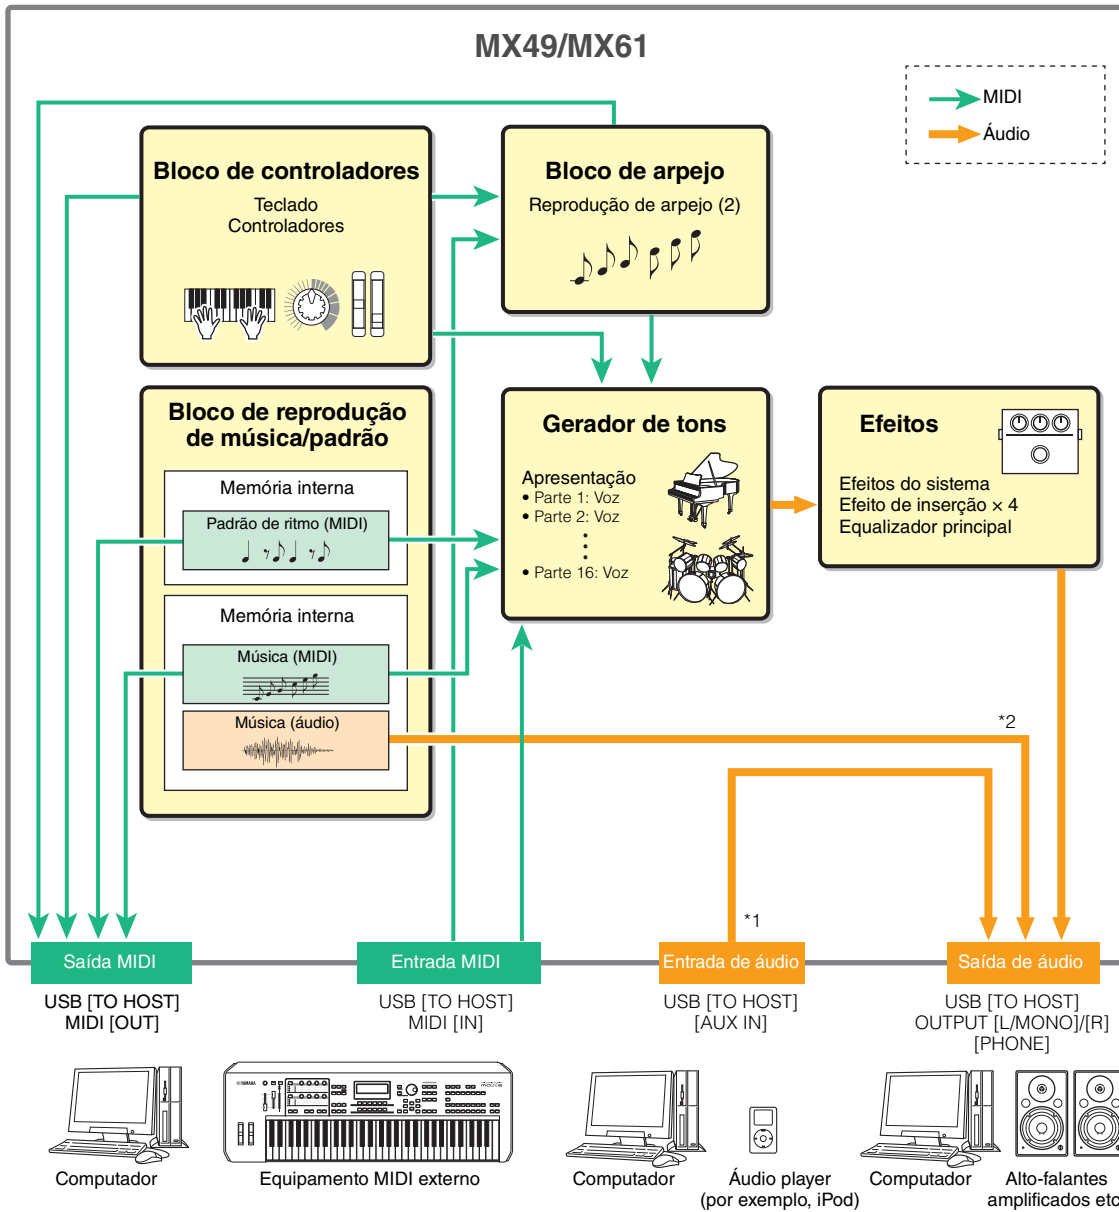 MX49/MX61
MIDI
Áudio
Bloco de controladores
Teclado
Controladores
Bloco de arpejo
Reprodução de arpejo (2)
Bloco de reprodução
de música/padrão
Memória interna
Padrão de ritmo (MIDI)
Memória interna
Música (MIDI)
Música (áudio)
Gerador de tons
Apresentação
• Parte 1: Voz
• Parte 2: Voz
• Parte 16: Voz
Efeitos
Efeitos do sistema
Efeito de inserção × 4
Equalizador principal
*2
*1
Saída MIDI
Entrada MIDI
Entrada de áudio
Saída de áudio
USB [TO HOST]
MIDI [OUT]
USB [TO HOST]
MIDI [IN]
USB [TO HOST]
[AUX IN]
USB [TO HOST]
OUTPUT [L/MONO]/[R]
[PHONE]
YAMAHA
Computador
Equipamento MIDI externo
Computador
Áudio player
(por exemplo, iPod)
Computador
Alto-falantes
amplificados etc